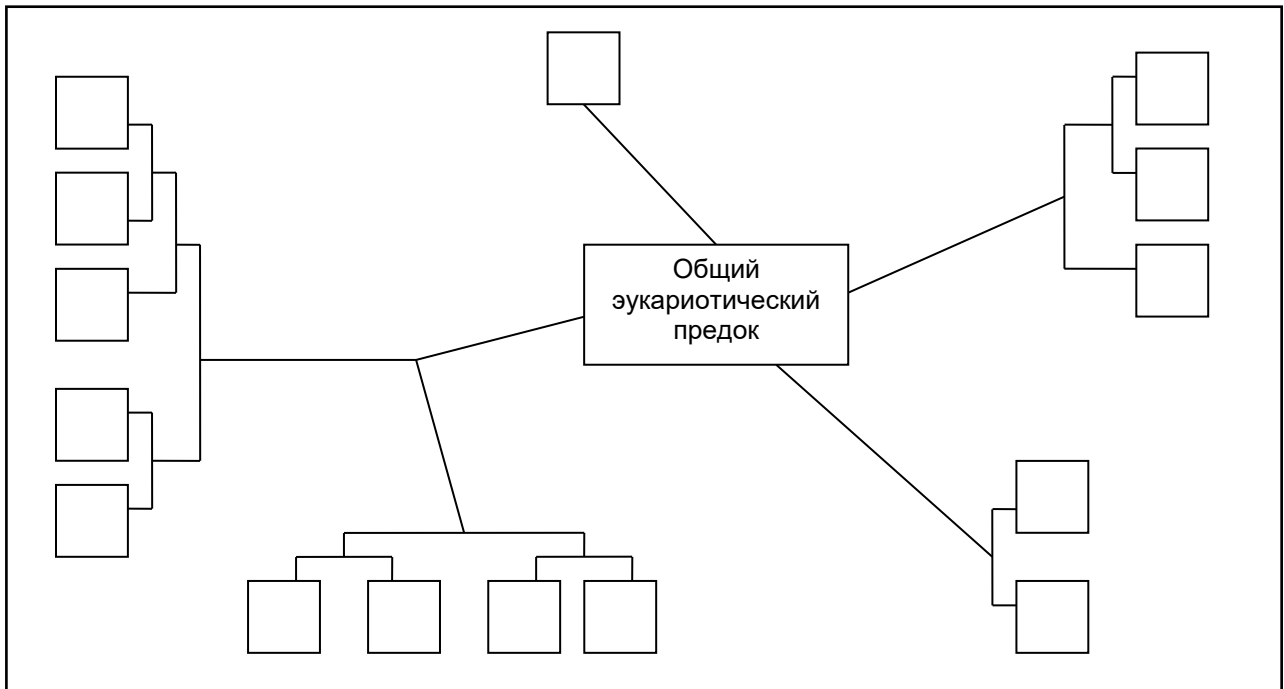 Общий
эукариотический
предок